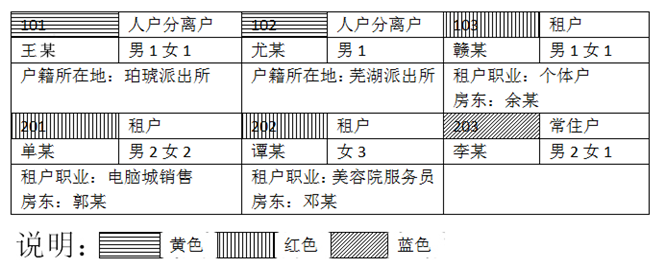 101 人户分离户 102 人户分离户 103 租户
王某 男1女1 尤某 男1 赣某 男1女1
户籍所在地：珀琥派出所 户籍所在地：芜湖派出所 租户职业：个体户
房东：余某
201 租户 202 租户 203 常住户
单某 男2女2 谭某 女3 李某 男2女1
租户职业：电脑城销售 租户职业：美容院服务员
房东：郭某 房东：邓某
说明： 黄色 红色 蓝色